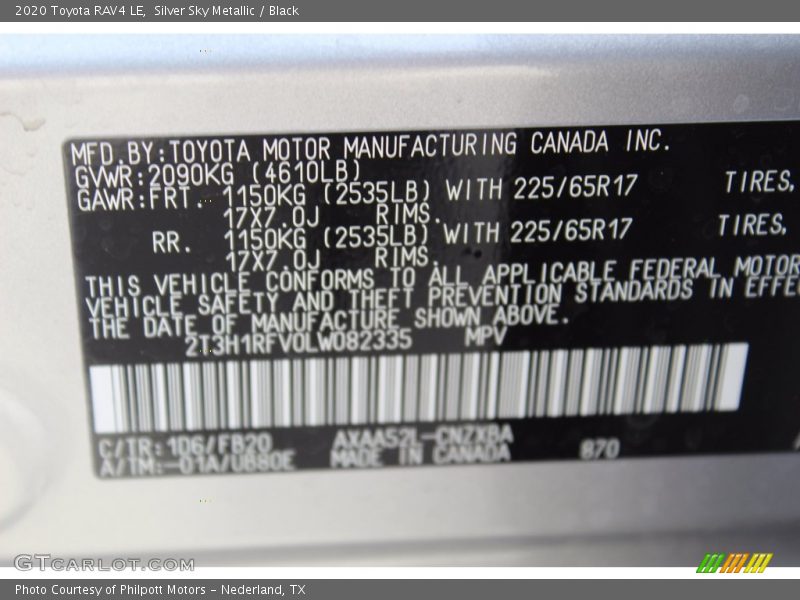 2020 Toyota RAV4 LE,  Silver Sky Metallic / Black
MFD.BY:TOYOTA MOTOR MANUFACTURING CANADA INC.
GVWR:2090KG (4610LB)
GAWR:FRT. 1150KG (2535LB) WITH 225/65R17 TIRES,
17X7.0J RIMS.
RR. 1150KG (2535LB) WITH 225/65R17 TIRES,
17X7.0J RIMS.
THIS VEHICLE CONFORMS TO ALL APPLICABLE FEDERAL MOTOR
VEHICLE SAFETY AND THEFT PREVENTION STANDARDS IN EFFE
THE DATE OF MANUFACTURE SHOWN ABOVE.
2T3H1RFV0LW082335 MPV
C/TR:1D6/FB20 AXAA52L-CNZXBA 870
A/TM:-01A/UB80E MADE IN CANADA
GTCARLOT.COM
Photo Courtesy of Philpott Motors - Nederland, TX